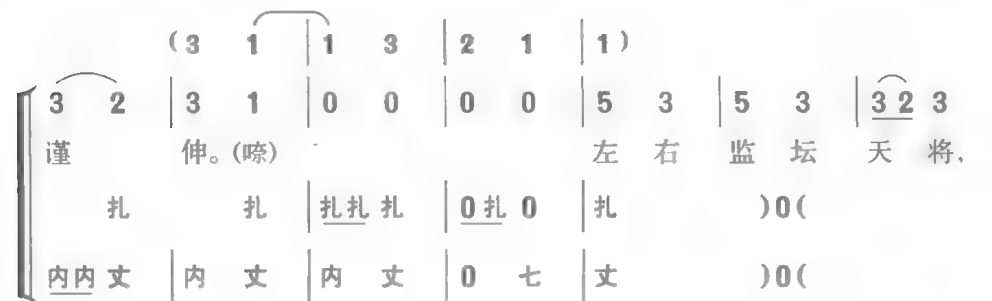 (3 1 | 1 3 | 2 1 | 1)
3 2 | 3 1 | 0 0 | 0 0 | 5 3 | 5 3 | 3 2 3
谨 伸。(嚓) 左 右 监 坛 天 将,
扎 扎 | 扎扎 扎 | 0扎 0 | 扎 )0(
内内 丈 | 内 丈 | 内 丈 | 0 七 | 丈 )0(